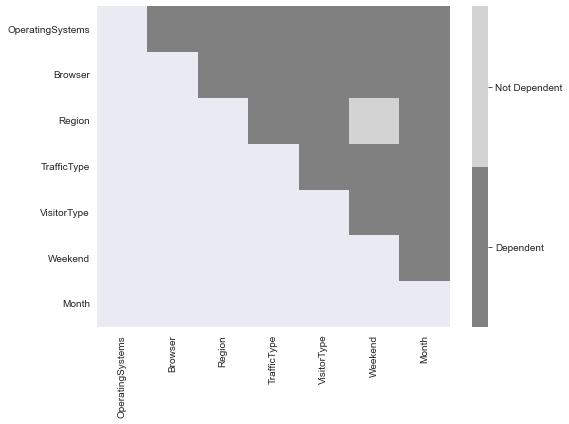 OperatingSystems
Browser
Region
TrafficType
VisitorType
Weekend
Month
Not Dependent
Dependent
OperatingSystems
Browser
Region
TrafficType
VisitorType
Weekend
Month